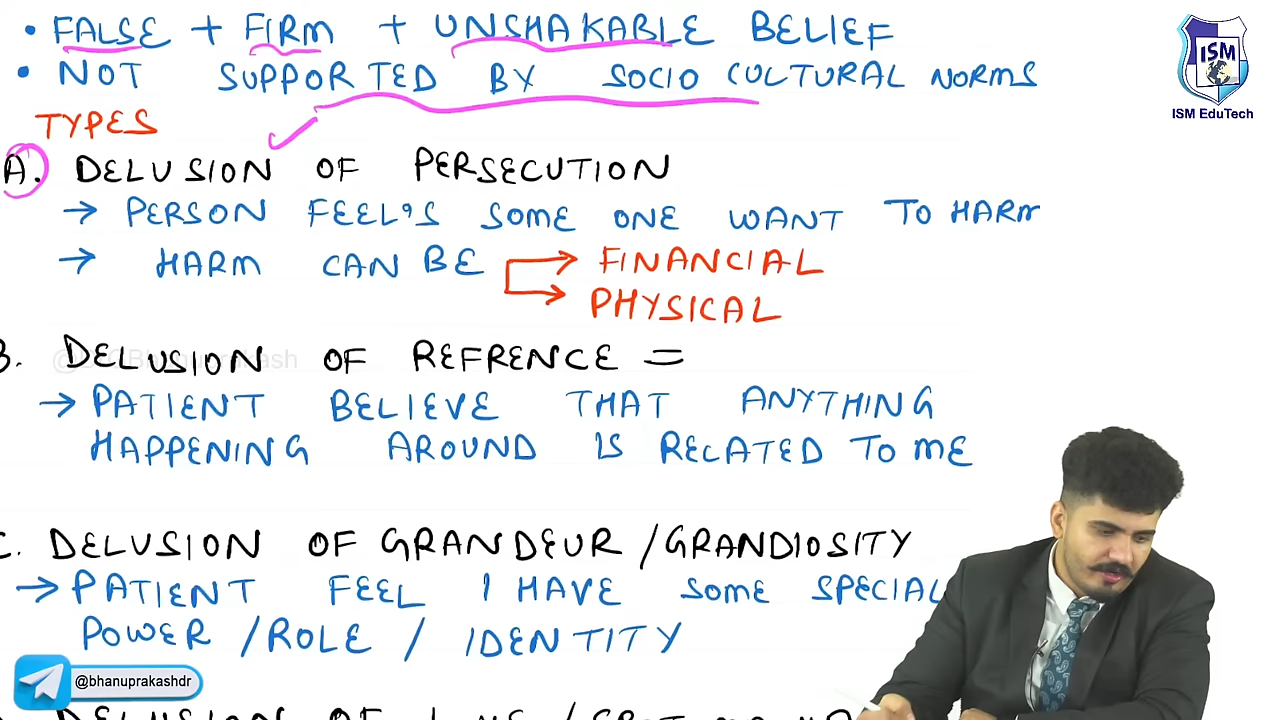 • FALSE + FIRM + UNSHAKABLE BELIEF
• NOT SUPPORTED BY SOCIO CULTURAL NORMS
TYPES
A. DELUSION OF PERSECUTION
→ PERSON FEEL'S SOME ONE WANT TO HARM
→ HARM CAN BE → FINANCIAL
→ PHYSICAL
B. DELUSION OF REFRENCE =
→ PATIENT BELIEVE THAT ANYTHING
HAPPENING AROUND IS RELATED TO ME
C. DELUSION OF GRANDEUR / GRANDIOSITY
→ PATIENT FEEL I HAVE SOME SPECIAL
POWER / ROLE / IDENTITY
DELUSION OF
ISM
ISM EduTech
@bhanuprakashdr